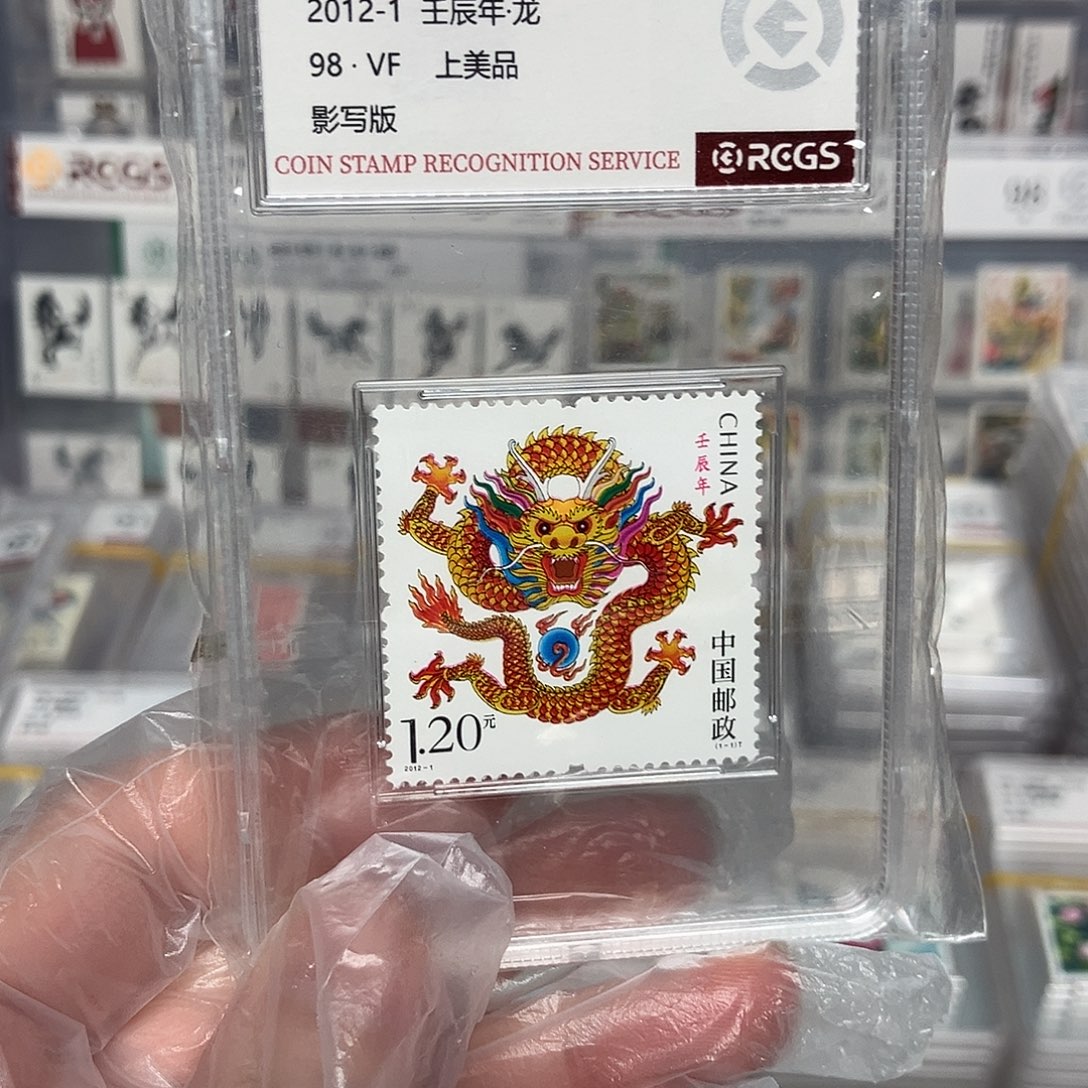 2012-1 壬辰年·龙
98·VF 上美品
影写版
COIN STAMP RECOGNITION SERVICE
RCGS
RCGS
CHINA
壬辰年
中国邮政
(1-1)T
1.20元
2012-1